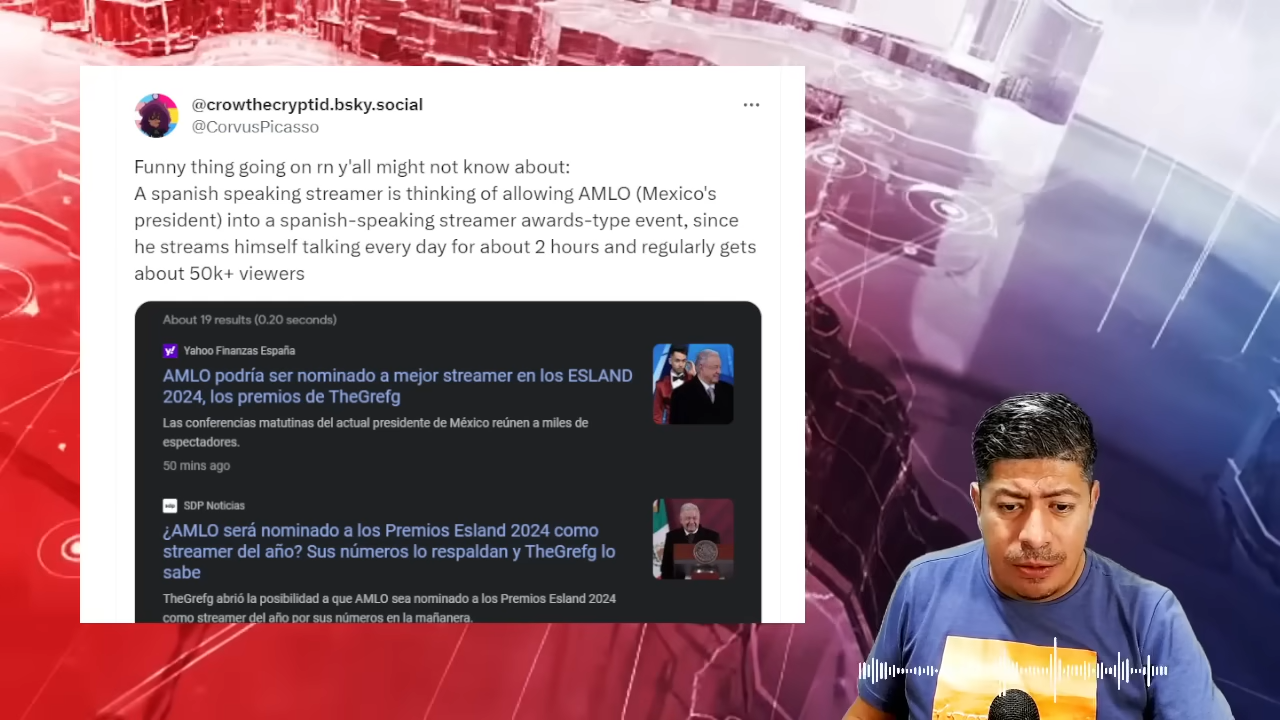 @crowthecryptid.bsky.social
@CorvusPicasso
Funny thing going on rn y'all might not know about:
A spanish speaking streamer is thinking of allowing AMLO (Mexico's
president) into a spanish-speaking streamer awards-type event, since
he streams himself talking every day for about 2 hours and regularly gets
about 50k+ viewers
About 19 results (0.20 seconds)
y! Yahoo Finanzas España
AMLO podría ser nominado a mejor streamer en los ESLAND
2024, los premios de TheGrefg
Las conferencias matutinas del actual presidente de México reúnen a miles de
espectadores.
50 mins ago
sdp SDP Noticias
¿AMLO será nominado a los Premios Esland 2024 como
streamer del año? Sus números lo respaldan y TheGrefg lo
sabe
TheGrefg abrió la posibilidad a que AMLO sea nominado a los Premios Esland 2024
como streamer del año por sus números en la mañanera.